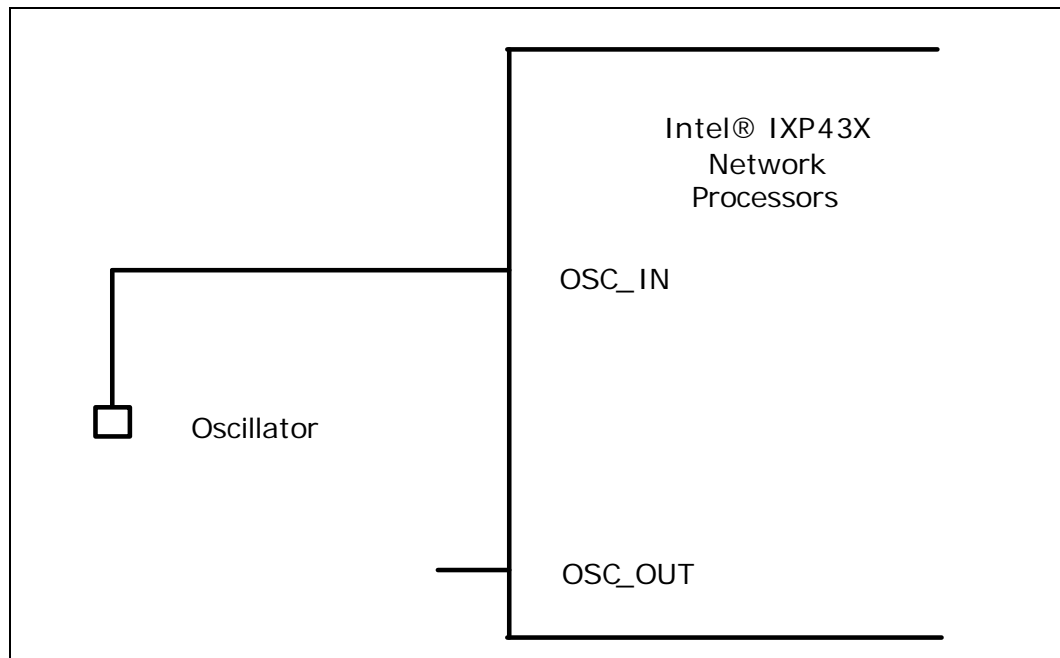 Intel® IXP43X
Network
Processors
OSC_IN
Oscillator
OSC_OUT